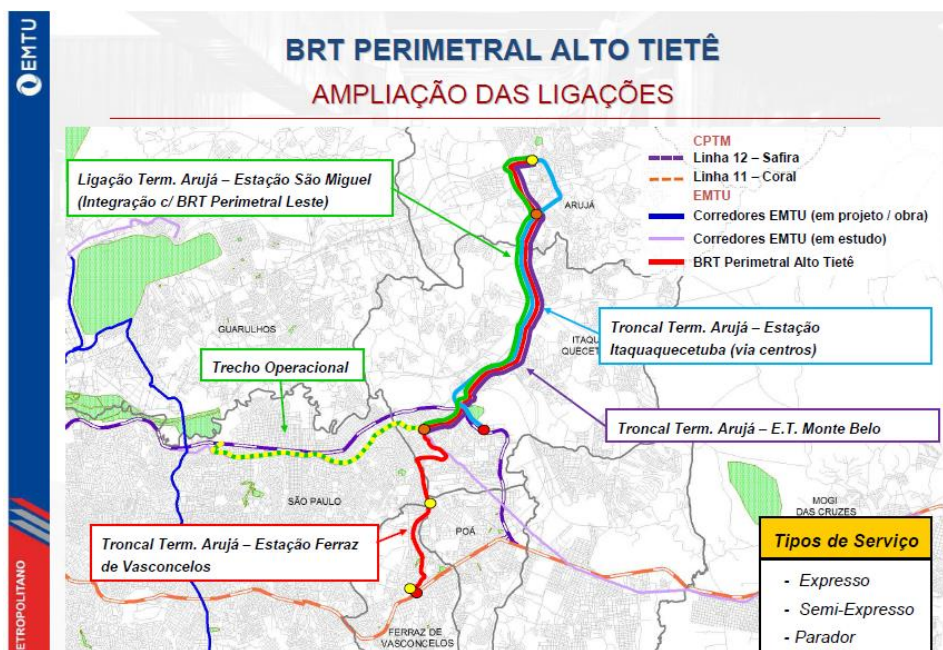 EMTU
BRT PERIMETRAL ALTO TIETÊ
AMPLIAÇÃO DAS LIGAÇÕES
CPTM
Linha 12 – Safira
Linha 11 – Coral
EMTU
Corredores EMTU (em projeto / obra)
Corredores EMTU (em estudo)
BRT Perimetral Alto Tietê
Ligação Term. Arujá – Estação São Miguel
(Integração c/ BRT Perimetral Leste)
ARUJÁ
GUARULHOS
Troncal Term. Arujá – Estação
Itaquaquecetuba (via centros)
ITAQUA
QUECET
Trecho Operacional
Troncal Term. Arujá – E.T. Monte Belo
SÃO PAULO
MOGI
DAS CRUZES
POÁ
Troncal Term. Arujá – Estação Ferraz
de Vasconcelos
FERRAZ DE
VASCONCELOS
Tipos de Serviço
- Expresso
- Semi-Expresso
- Parador
ETROPOLITANO